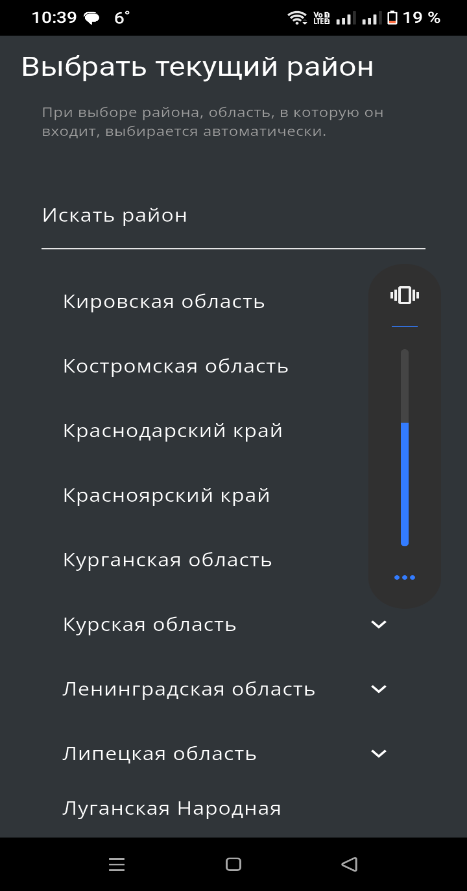 10:39 6° Vo LTE 19 %
Выбрать текущий район
При выборе района, область, в которую он
входит, выбирается автоматически.
Искать район
Кировская область
Костромская область
Краснодарский край
Красноярский край
Курганская область
Курская область
Ленинградская область
Липецкая область
Луганская Народная